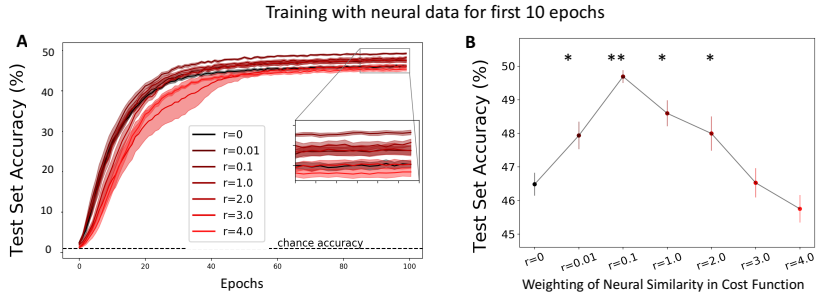 Training with neural data for first 10 epochs
A
Test Set Accuracy (%)
50
40
30
20
10
0
r=0
r=0.01
r=0.1
r=1.0
r=2.0
r=3.0
r=4.0
chance accuracy
0
20
40
60
80
100
Epochs
B
* ** * *
Test Set Accuracy (%)
50
49
48
47
46
45
r=0
r=0.01
r=0.1
r=1.0
r=2.0
r=3.0
r=4.0
Weighting of Neural Similarity in Cost Function